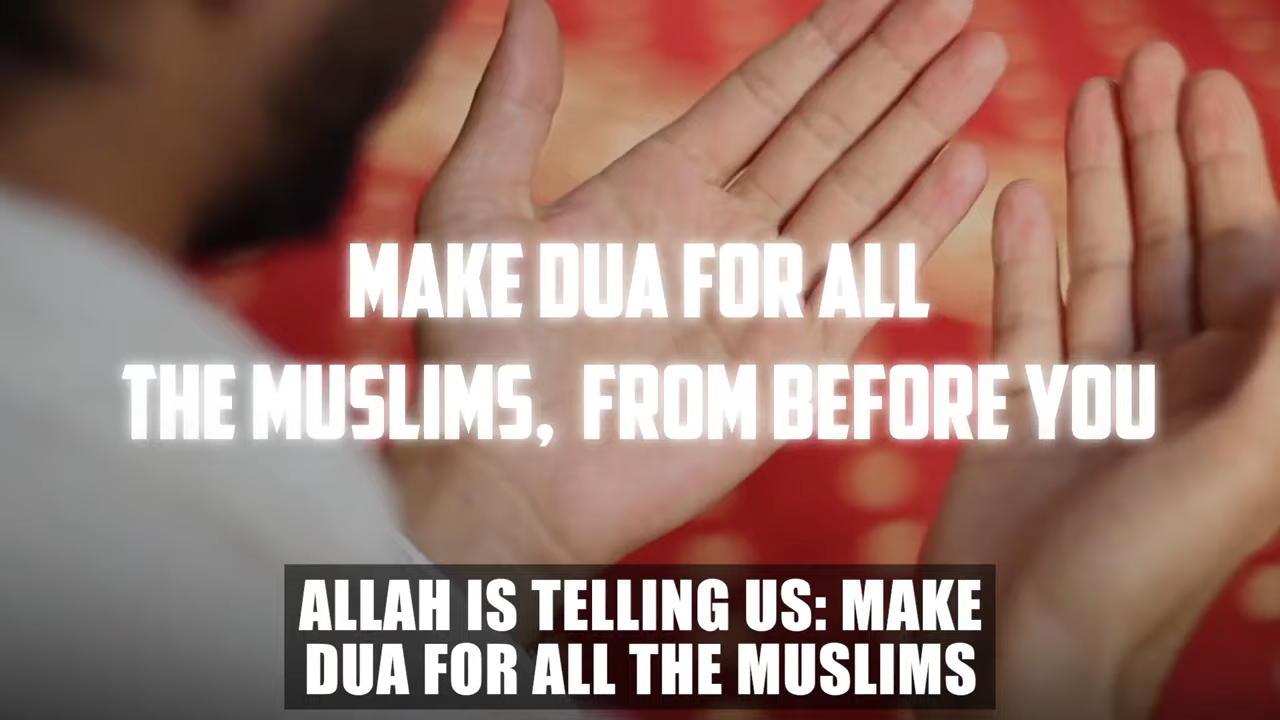 MAKE DUA FOR ALL
THE MUSLIMS, FROM BEFORE YOU
ALLAH IS TELLING US: MAKE
DUA FOR ALL THE MUSLIMS